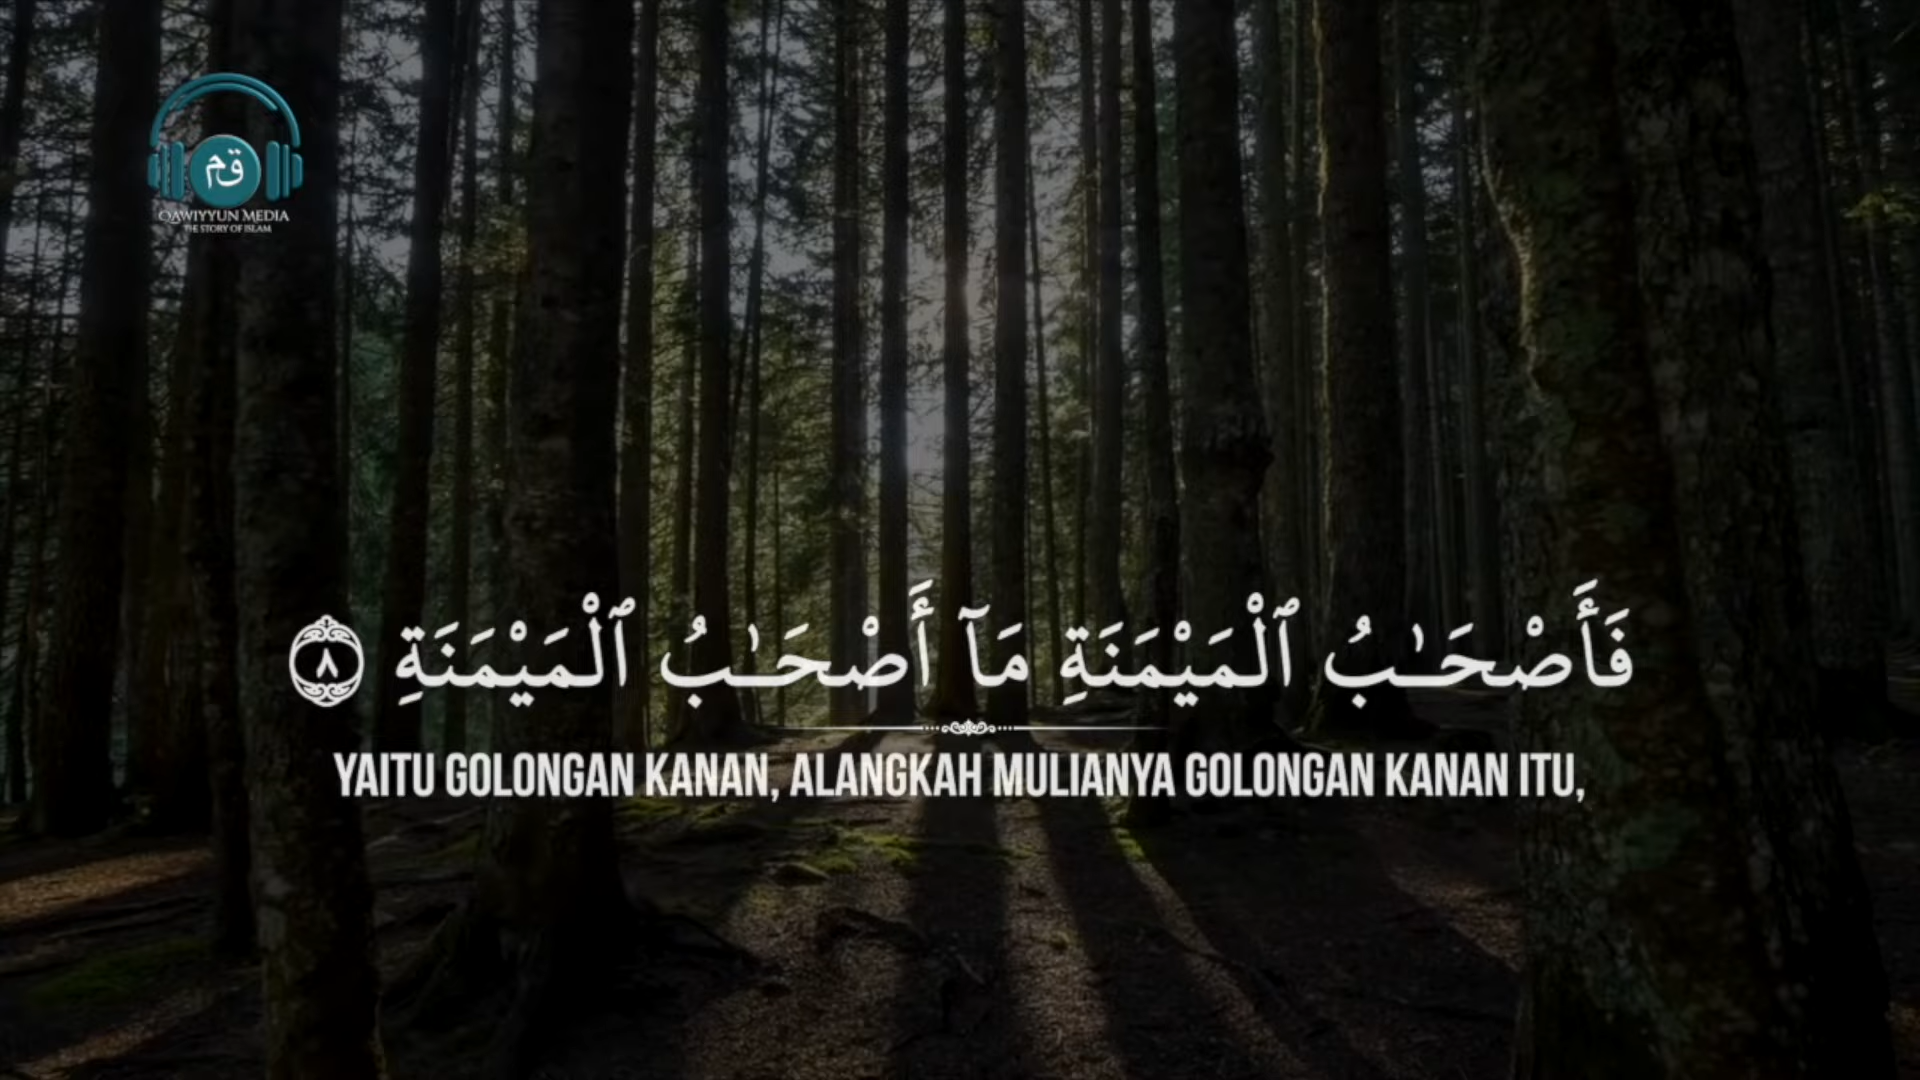 قم
QAWIYYUN MEDIA
THE STORY OF ISLAM
فَأَصْحَـٰبُ ٱلْمَيْمَنَةِ مَآ أَصْحَـٰبُ ٱلْمَيْمَنَةِ ٨
YAITU GOLONGAN KANAN, ALANGKAH MULIANYA GOLONGAN KANAN ITU,